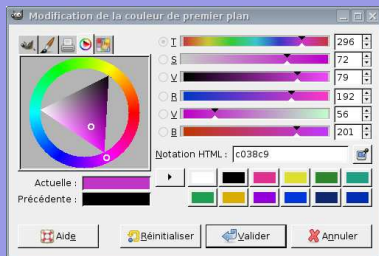 Modification de la couleur de premier plan
T 296
S 72
V 79
R 192
V 56
B 201
Notation HTML : c038c9
Actuelle :
Précédente :
Aide Réinitialiser Valider Annuler